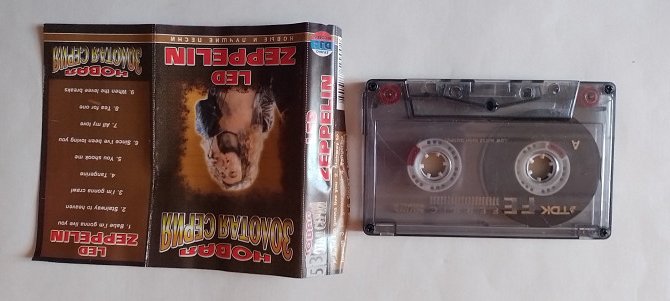 LED
ZEPPELIN
1. Babe I'm gonna live you
2. Stairway to heaven
3. I'm gonna crawl
4. Tangerine
5. You shook me
6. Since I've been loving you
7. All my love
8. Tea for one
9. When the levee breaks
НОВАЯ
ЗОЛОТАЯ СЕРИЯ
НОВАЯ
ЗОЛОТАЯ СЕРИЯ
LED
ZEPPELIN
НОВЫЕ И ЛУЧШИЕ ПЕСНИ
ZEPPELIN
A
TDK FE